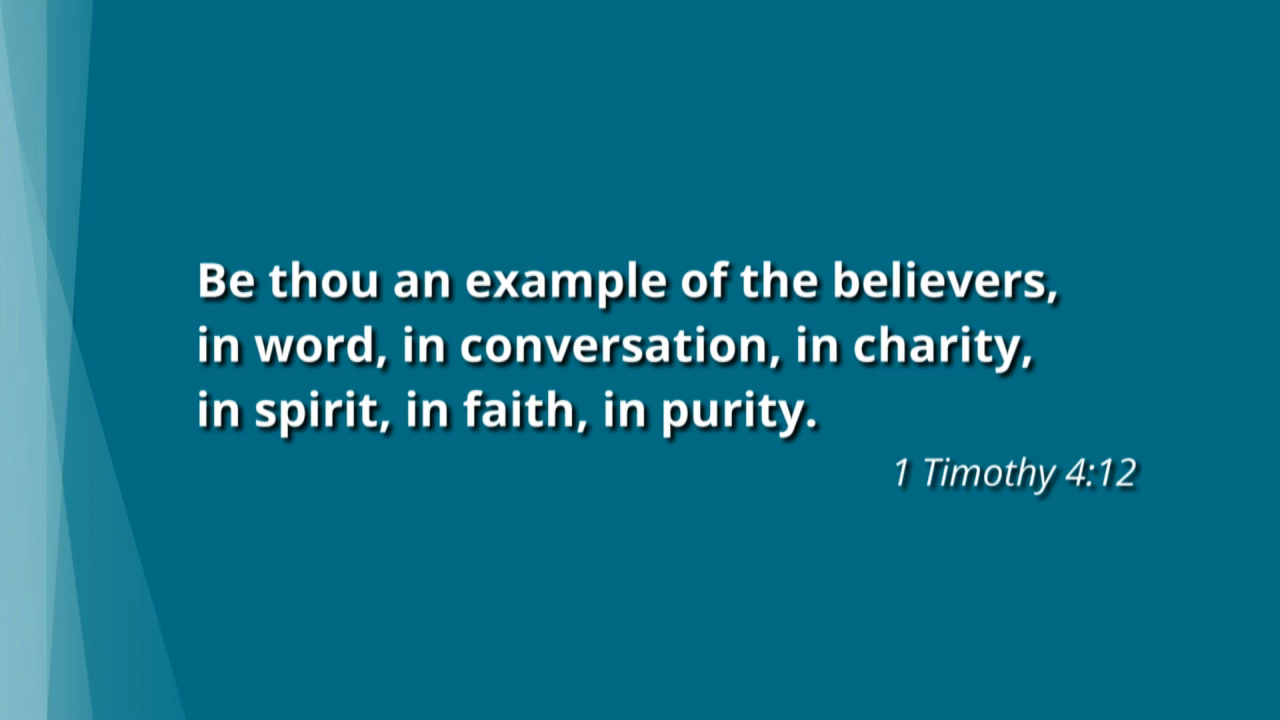 Be thou an example of the believers,
in word, in conversation, in charity,
in spirit, in faith, in purity.
1 Timothy 4:12